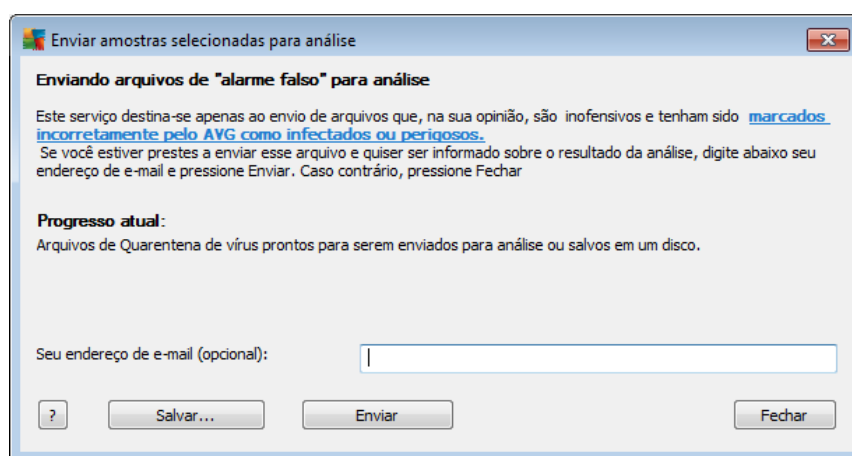 Enviar amostras selecionadas para análise
Enviando arquivos de "alarme falso" para análise
Este serviço destina-se apenas ao envio de arquivos que, na sua opinião, são inofensivos e tenham sido marcados
incorretamente pelo AVG como infectados ou perigosos.
Se você estiver prestes a enviar esse arquivo e quiser ser informado sobre o resultado da análise, digite abaixo seu
endereço de e-mail e pressione Enviar. Caso contrário, pressione Fechar
Progresso atual:
Arquivos de Quarentena de vírus prontos para serem enviados para análise ou salvos em um disco.
Seu endereço de e-mail (opcional):
? Salvar... Enviar Fechar